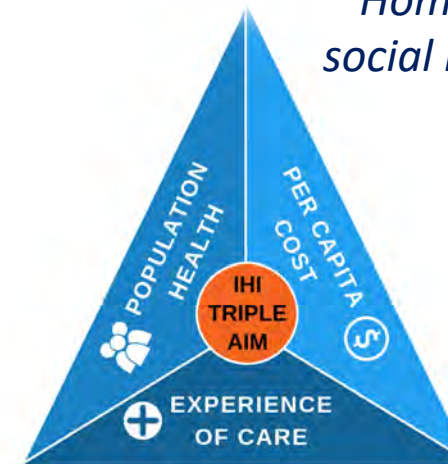 social
POPULATION
HEALTH
PER CAPITA
COST
$
IHI
TRIPLE
AIM
EXPERIENCE
OF CARE